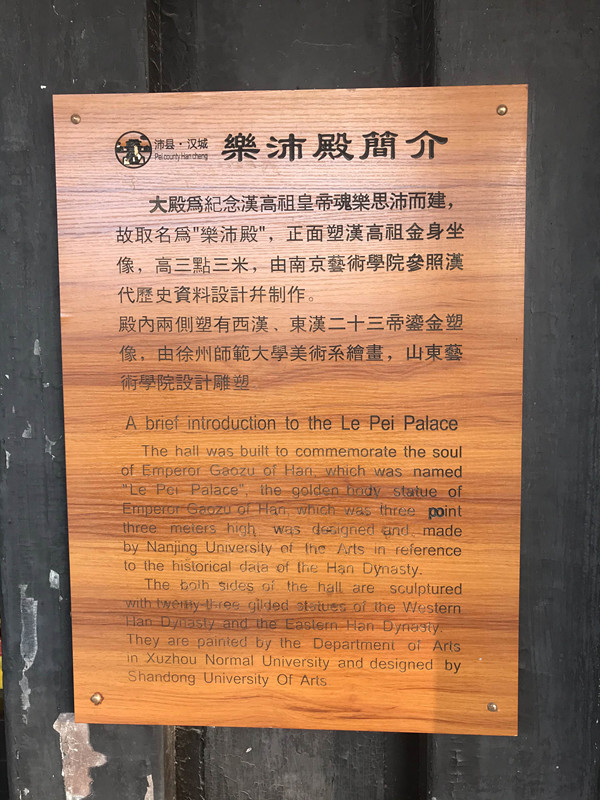 沛县·汉城
Peicounty Hancheng
樂沛殿簡介
大殿爲紀念漢高祖皇帝魂樂思沛而建，
故取名爲"樂沛殿"，正面塑漢高祖金身坐
像，高三點三米，由南京藝術學院參照漢
代歷史資料設計并制作。
殿內兩側塑有西漢、東漢二十三帝鎏金塑
像，由徐州師範大學美術系繪畫，山東藝
術學院設計雕塑
A brief introduction to the Le Pei Palace
The hall was built to commemorate the soul
of Emperor Gaozu of Han, which was named
"Le Pei Palace", the golden body statue of
Emperor Gaozu of Han, which was three point
three meters high, was designed and made
by Nanjing University of the Arts in reference
to the historical data of the Han Dynasty.
The both sides of the hall are sculptured
with twenty-three gilded statues of the Western
Han Dynasty and the Eastern Han Dynasty.
They are painted by the Department of Arts
in Xuzhou Normal University and designed by
Shandong University Of Arts